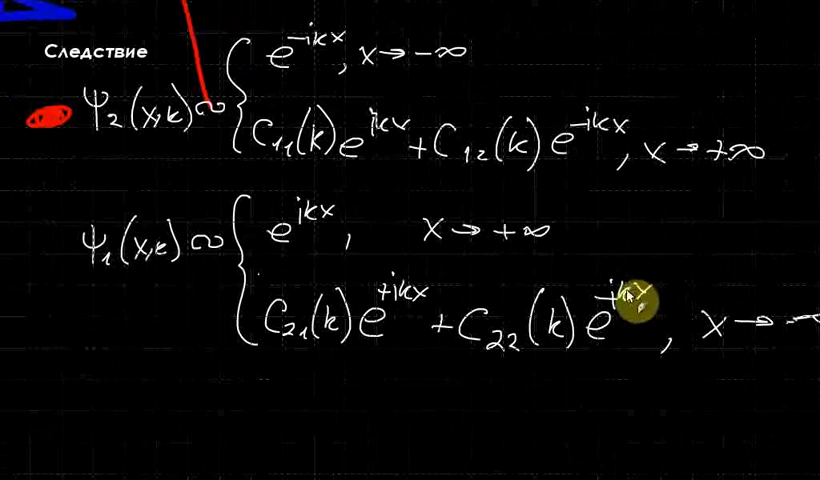 Следствие
e^{-ikx}, x → -∞
ψ₂(x,k) ∾ {
C₁₁(k) e^{ikx} + C₁₂(k) e^{-ikx}, x → +∞
e^{ikx}, x → +∞
ψ₁(x,k) ∾ {
C₂₁(k) e^{+ikx} + C₂₂(k) e^{-ikx}, x → -∞